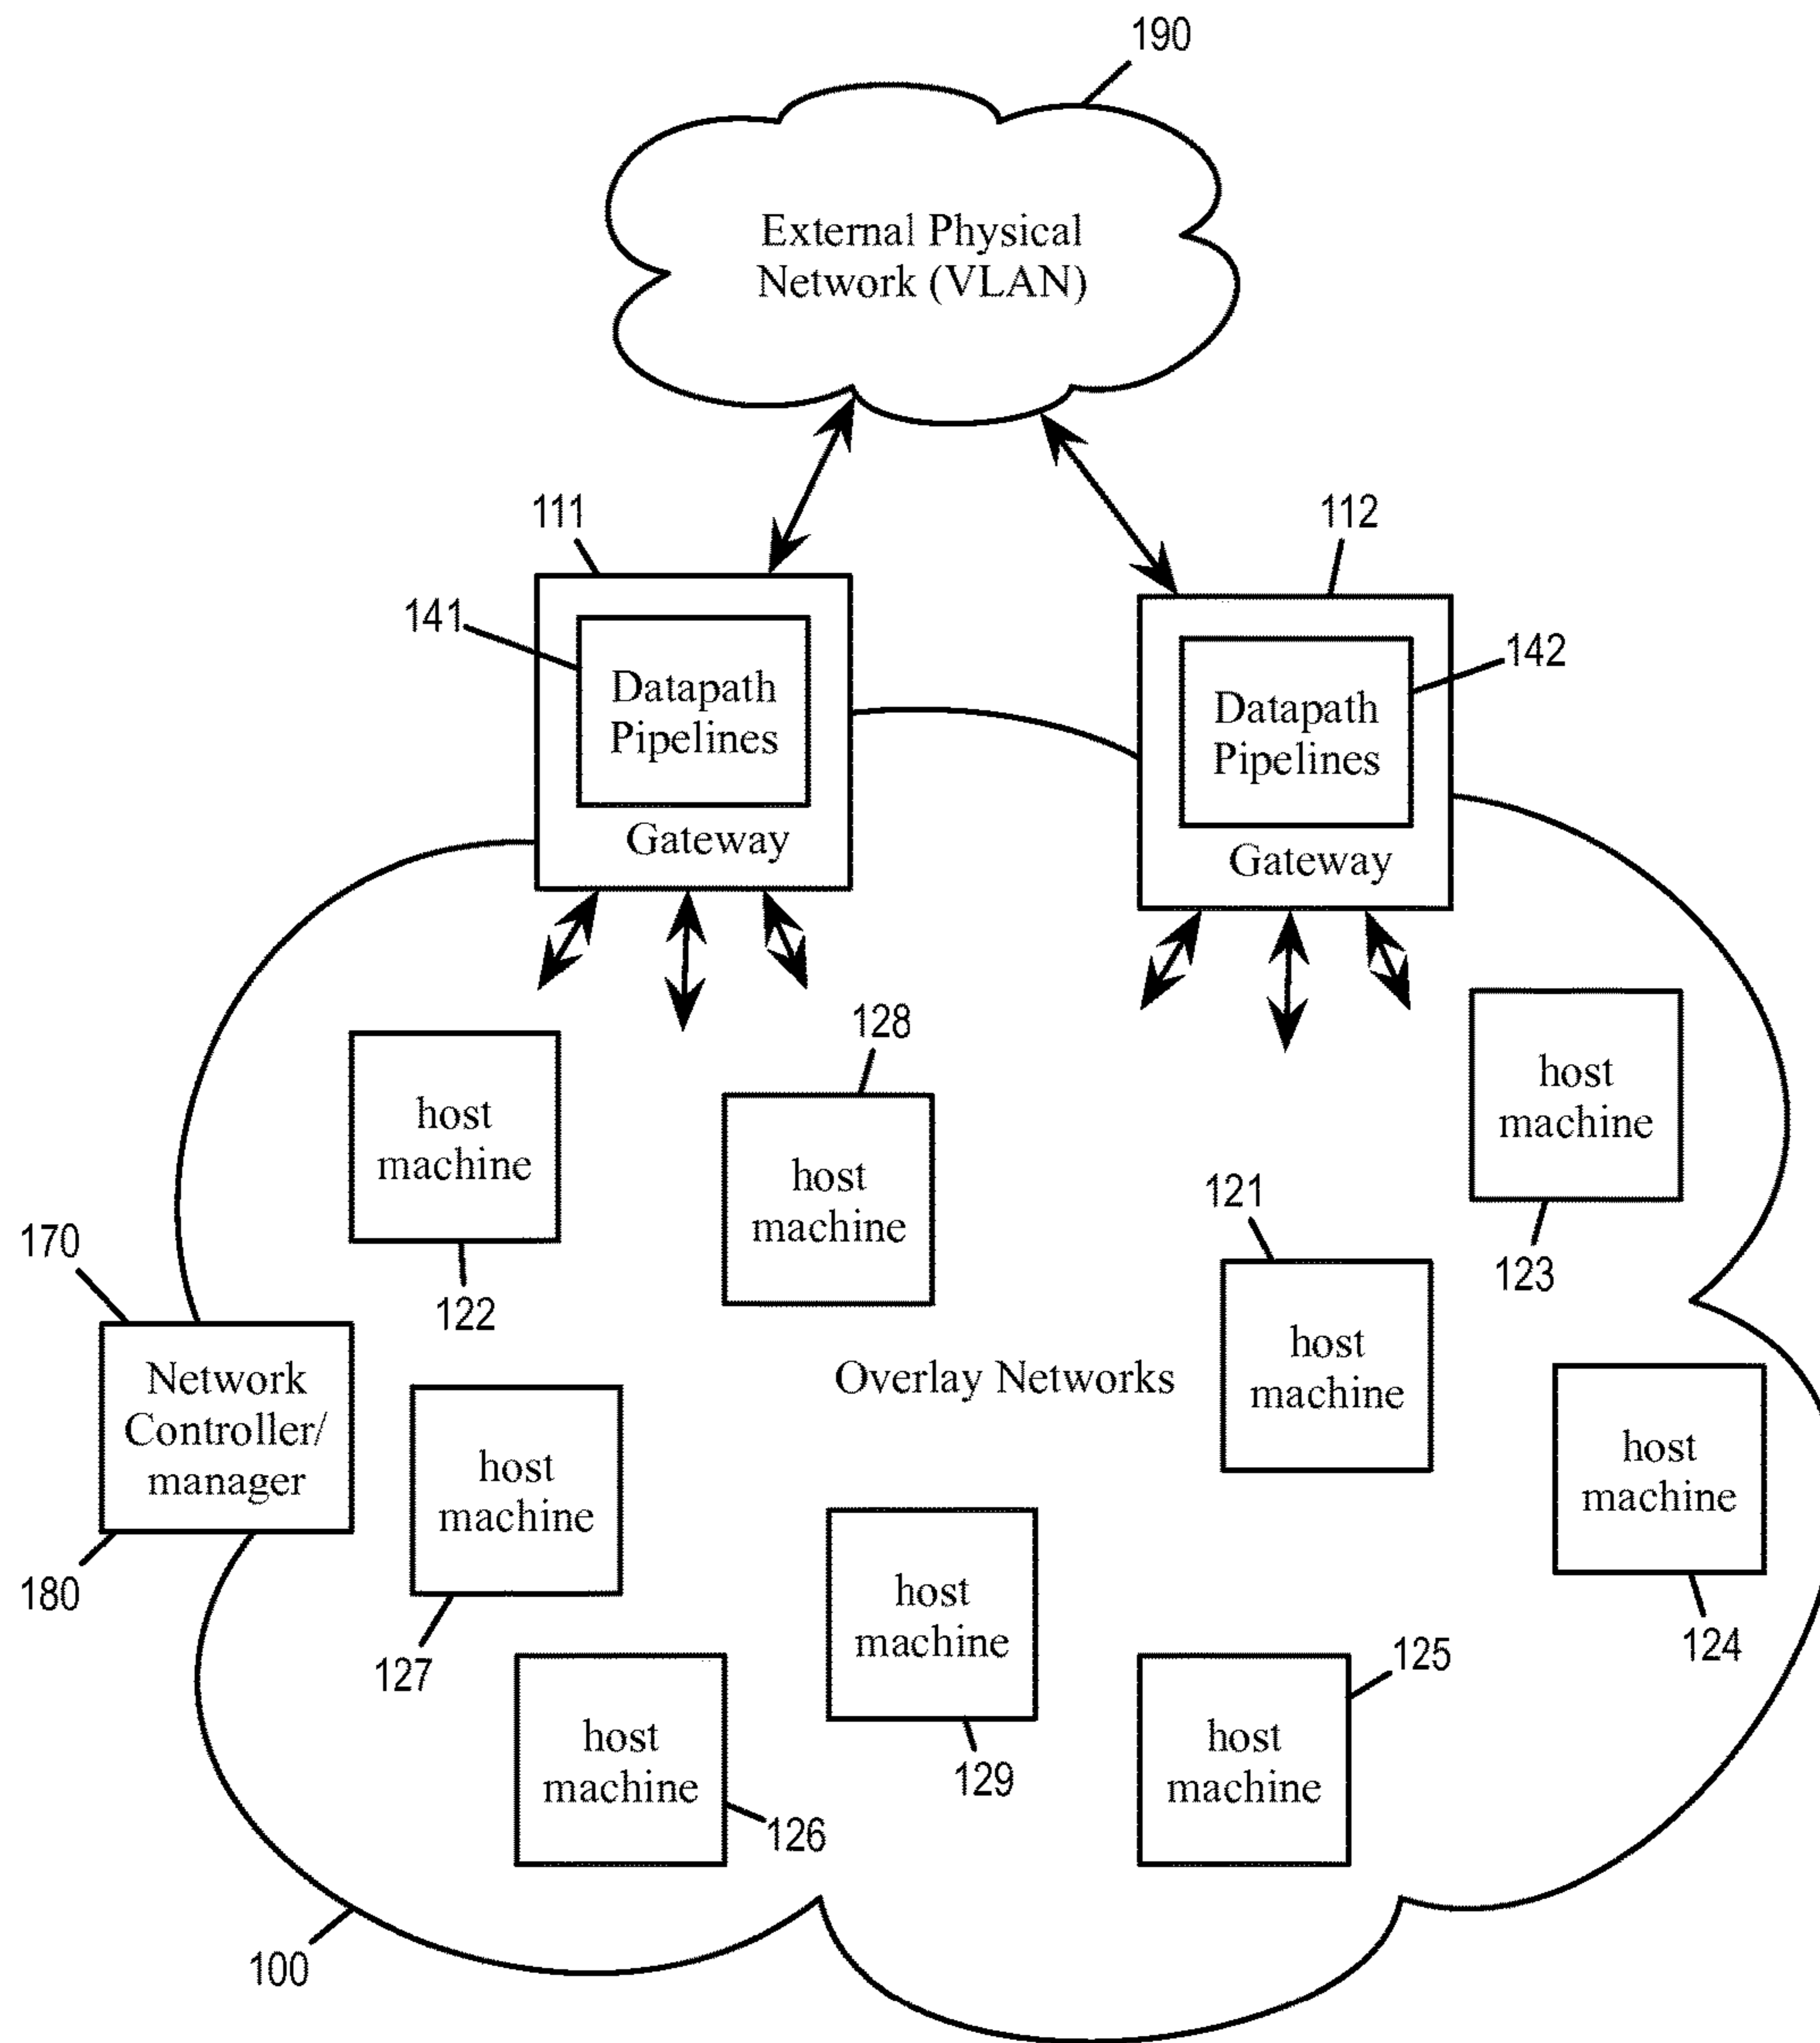 190
External Physical
Network (VLAN)
111
112
141
Datapath
Pipelines
Gateway
142
Datapath
Pipelines
Gateway
128
host
machine
122
host
machine
123
host
machine
121
host
machine
170
Network
Controller/
manager
180
Overlay Networks
host
machine
127
host
machine
124
host
machine
129
host
machine
126
host
machine
125
100